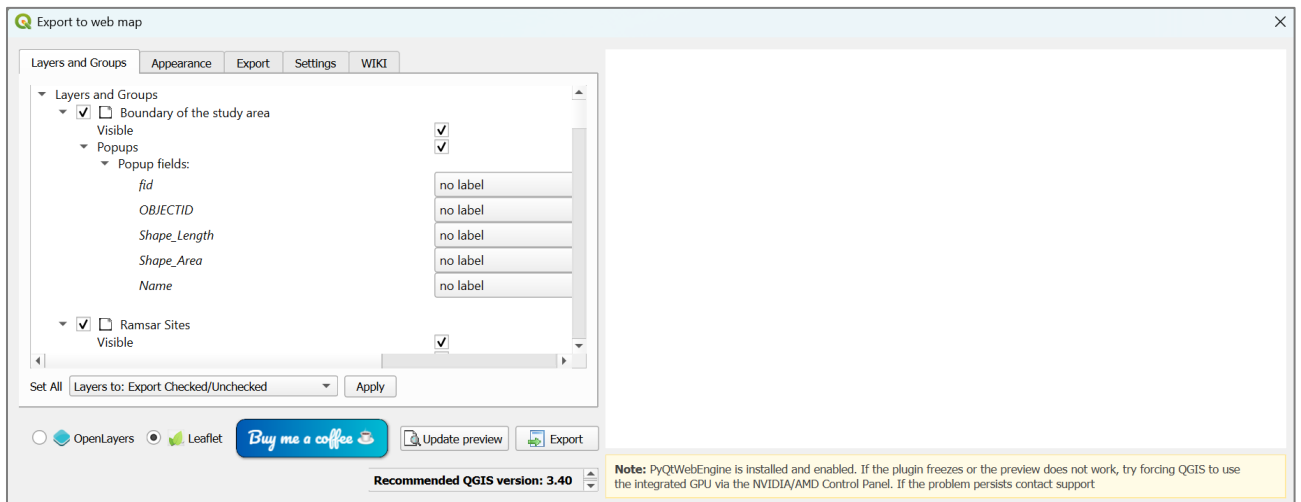 Export to web map
Layers and Groups Appearance Export Settings WIKI
Layers and Groups
Boundary of the study area
Visible
Popups
Popup fields:
fid no label
OBJECTID no label
Shape_Length no label
Shape_Area no label
Name no label
Ramsar Sites
Visible
Set All Layers to: Export Checked/Unchecked Apply
OpenLayers Leaflet Buy me a coffee Update preview Export
Recommended QGIS version: 3.40
Note: PyQtWebEngine is installed and enabled. If the plugin freezes or the preview does not work, try forcing QGIS to use
the integrated GPU via the NVIDIA/AMD Control Panel. If the problem persists contact support